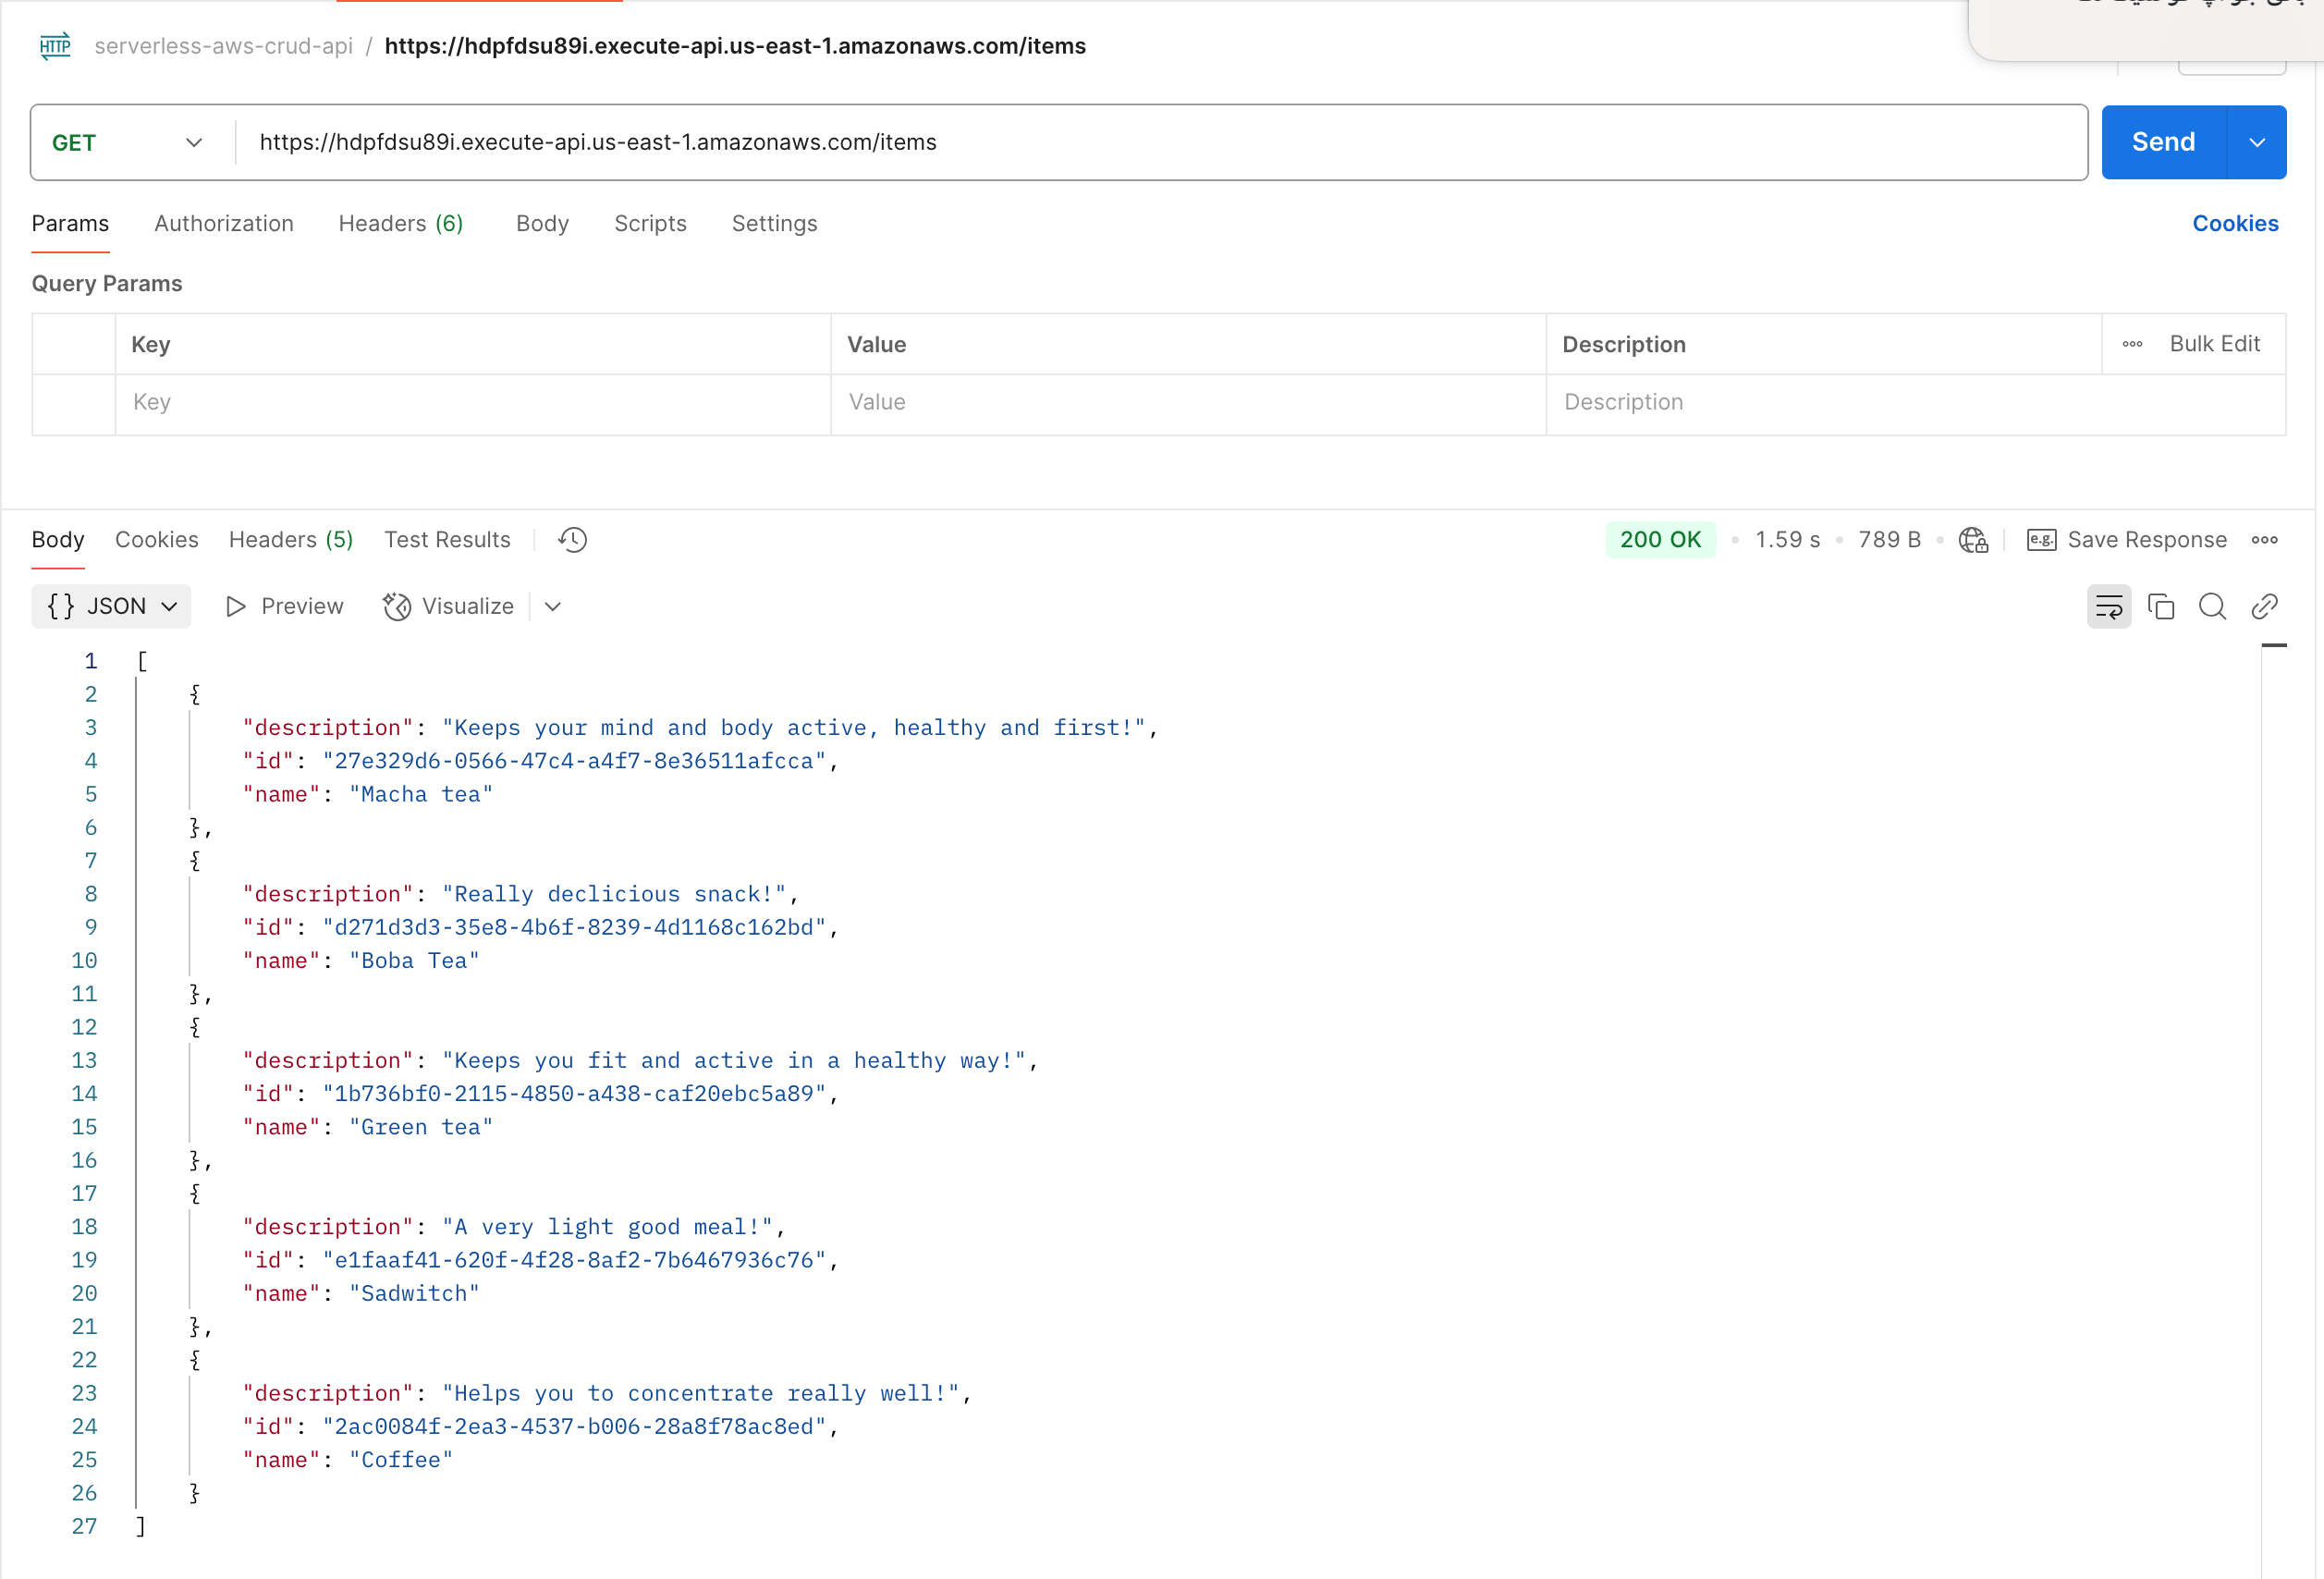 HTTP serverless-aws-crud-api / https://hdpfdsu89i.execute-api.us-east-1.amazonaws.com/items
GET https://hdpfdsu89i.execute-api.us-east-1.amazonaws.com/items Send
Params Authorization Headers (6) Body Scripts Settings Cookies
Query Params
Key Value Description Bulk Edit
Key Value Description
Body Cookies Headers (5) Test Results 200 OK 1.59 s 789 B e.g. Save Response
{} JSON Preview Visualize
1 [
2 {
3 "description": "Keeps your mind and body active, healthy and first!",
4 "id": "27e329d6-0566-47c4-a4f7-8e36511afcca",
5 "name": "Macha tea"
6 },
7 {
8 "description": "Really declicious snack!",
9 "id": "d271d3d3-35e8-4b6f-8239-4d1168c162bd",
10 "name": "Boba Tea"
11 },
12 {
13 "description": "Keeps you fit and active in a healthy way!",
14 "id": "1b736bf0-2115-4850-a438-caf20ebc5a89",
15 "name": "Green tea"
16 },
17 {
18 "description": "A very light good meal!",
19 "id": "e1faaf41-620f-4f28-8af2-7b6467936c76",
20 "name": "Sadwitch"
21 },
22 {
23 "description": "Helps you to concentrate really well!",
24 "id": "2ac0084f-2ea3-4537-b006-28a8f78ac8ed",
25 "name": "Coffee"
26 }
27 ]